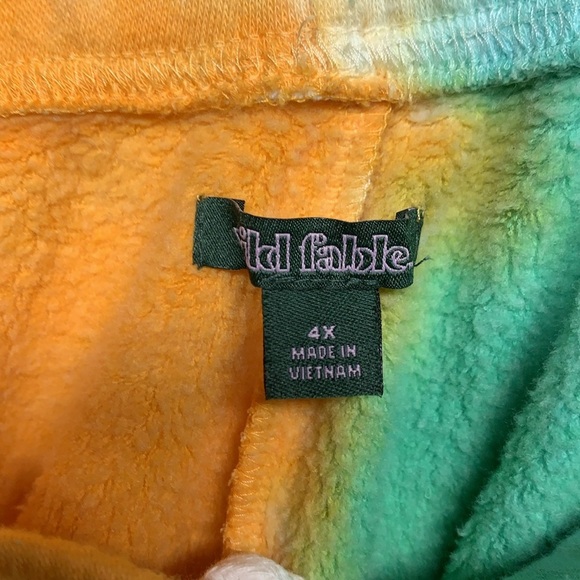 wild fable.
4X
MADE IN
VIETNAM